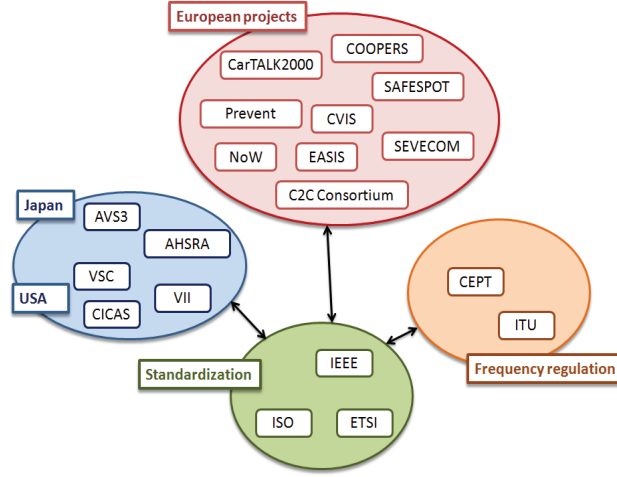 European projects
COOPERS
CarTALK2000
SAFESPOT
Prevent
CVIS
SEVECOM
NoW
EASIS
C2C Consortium
Japan
AVS3
AHSRA
VSC
USA
VII
CICAS
CEPT
ITU
Frequency regulation
Standardization
IEEE
ISO
ETSI